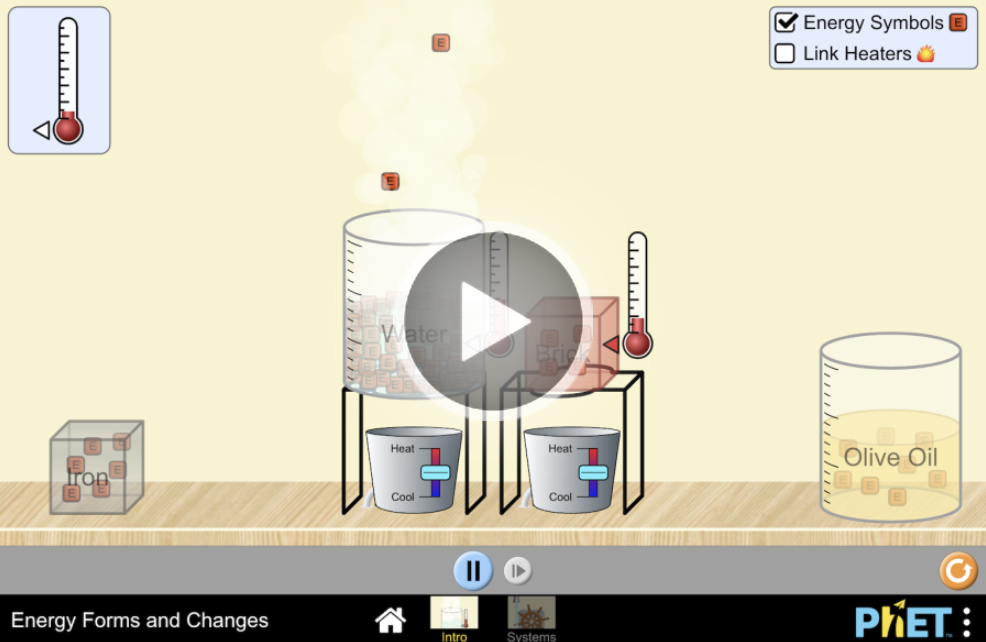 Energy Symbols E
Link Heaters
E
E
Water
Brick
Iron
Olive Oil
Heat
Cool
Heat
Cool
Energy Forms and Changes
Intro
Systems
PhET